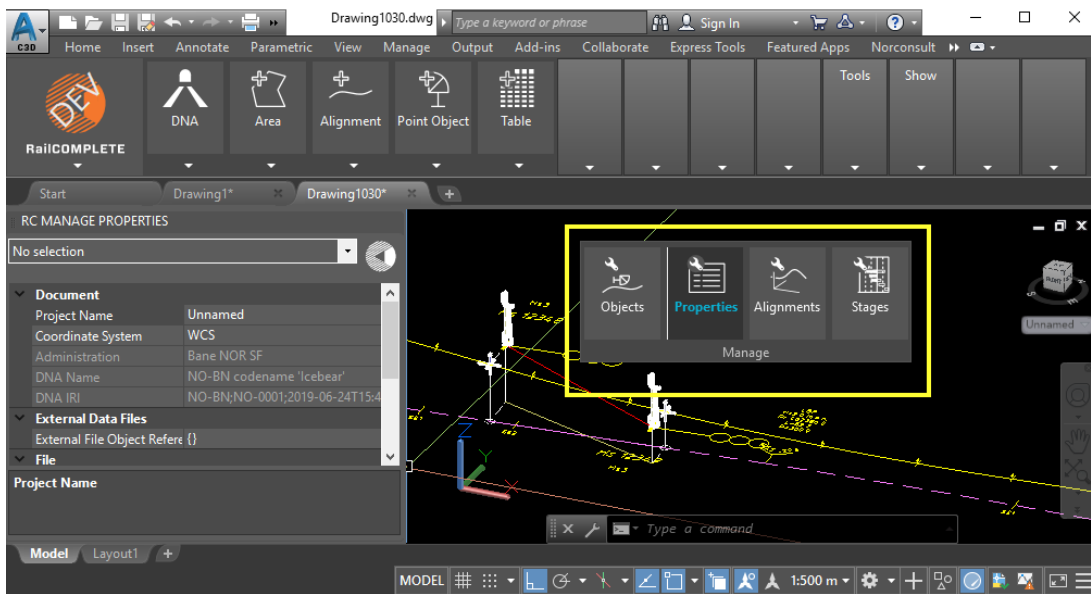 Drawing1030.dwg
Type a keyword or phrase
Sign In
C3D
Home Insert Annotate Parametric View Manage Output Add-ins Collaborate Express Tools Featured Apps Norconsult
DEV
RailCOMPLETE
DNA
Area
Alignment
Point Object
Table
Tools
Show
Start
Drawing1*
Drawing1030*
RC MANAGE PROPERTIES
No selection
Document
Project Name Unnamed
Coordinate System WCS
Administration Bane NOR SF
DNA Name NO-BN codename 'Icebear'
DNA IRI NO-BN;NO-0001;2019-06-24T15:4
External Data Files
External File Object Refere {}
File
Project Name
Objects
Properties
Alignments
Stages
Manage
Unnamed
Z
Y
X
Type a command
Model
Layout1
MODEL
1:500 m